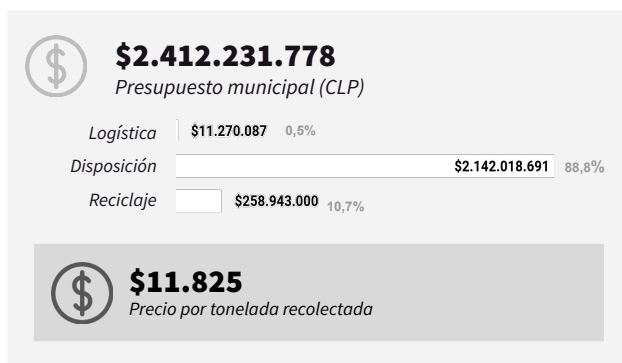 $2.412.231.778
Presupuesto municipal (CLP)
Logística $11.270.087 0,5%
Disposición $2.142.018.691 88,8%
Reciclaje $258.943.000 10,7%
$11.825
Precio por tonelada recolectada